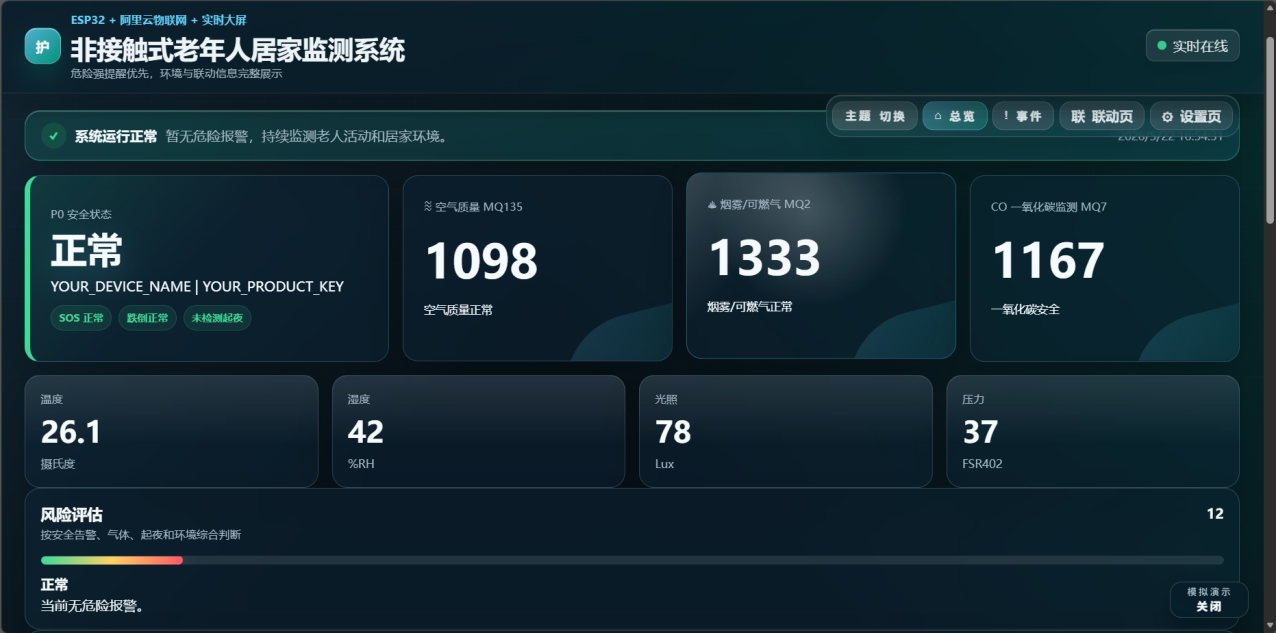 ESP32 + 阿里云物联网 + 实时大屏
护
非接触式老年人居家监测系统
危险强提醒优先，环境与联动信息完整展示
实时在线
主题 切换
总览
! 事件
联 联动页
设置页
系统运行正常 暂无危险报警，持续监测老人活动和居家环境。
P0 安全状态
正常
YOUR_DEVICE_NAME | YOUR_PRODUCT_KEY
SOS 正常
跌倒正常
未检测起夜
空气质量 MQ135
1098
空气质量正常
烟雾/可燃气 MQ2
1333
烟雾/可燃气正常
CO 一氧化碳监测 MQ7
1167
一氧化碳安全
温度
26.1
摄氏度
湿度
42
%RH
光照
78
Lux
压力
37
FSR402
风险评估
12
按安全告警、气体、起夜和环境综合判断
正常
当前无危险报警。
模拟演示
关闭